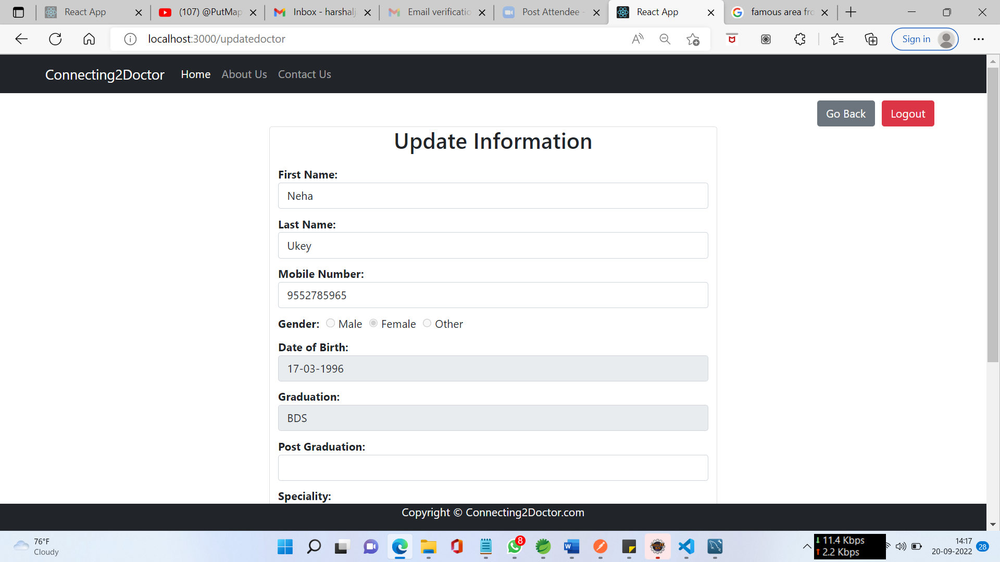 React App
(107) @PutMap
Inbox - harshalj
Email verificatio
Post Attendee -
React App
famous area fro
localhost:3000/updatedoctor
Sign in
Connecting2Doctor
Home
About Us
Contact Us
Go Back
Logout
Update Information
First Name:
Neha
Last Name:
Ukey
Mobile Number:
9552785965
Gender: Male Female Other
Date of Birth:
17-03-1996
Graduation:
BDS
Post Graduation:
Speciality:
Copyright © Connecting2Doctor.com
76°F
Cloudy
8
11.4 Kbps
2.2 Kbps
14:17
20-09-2022
28